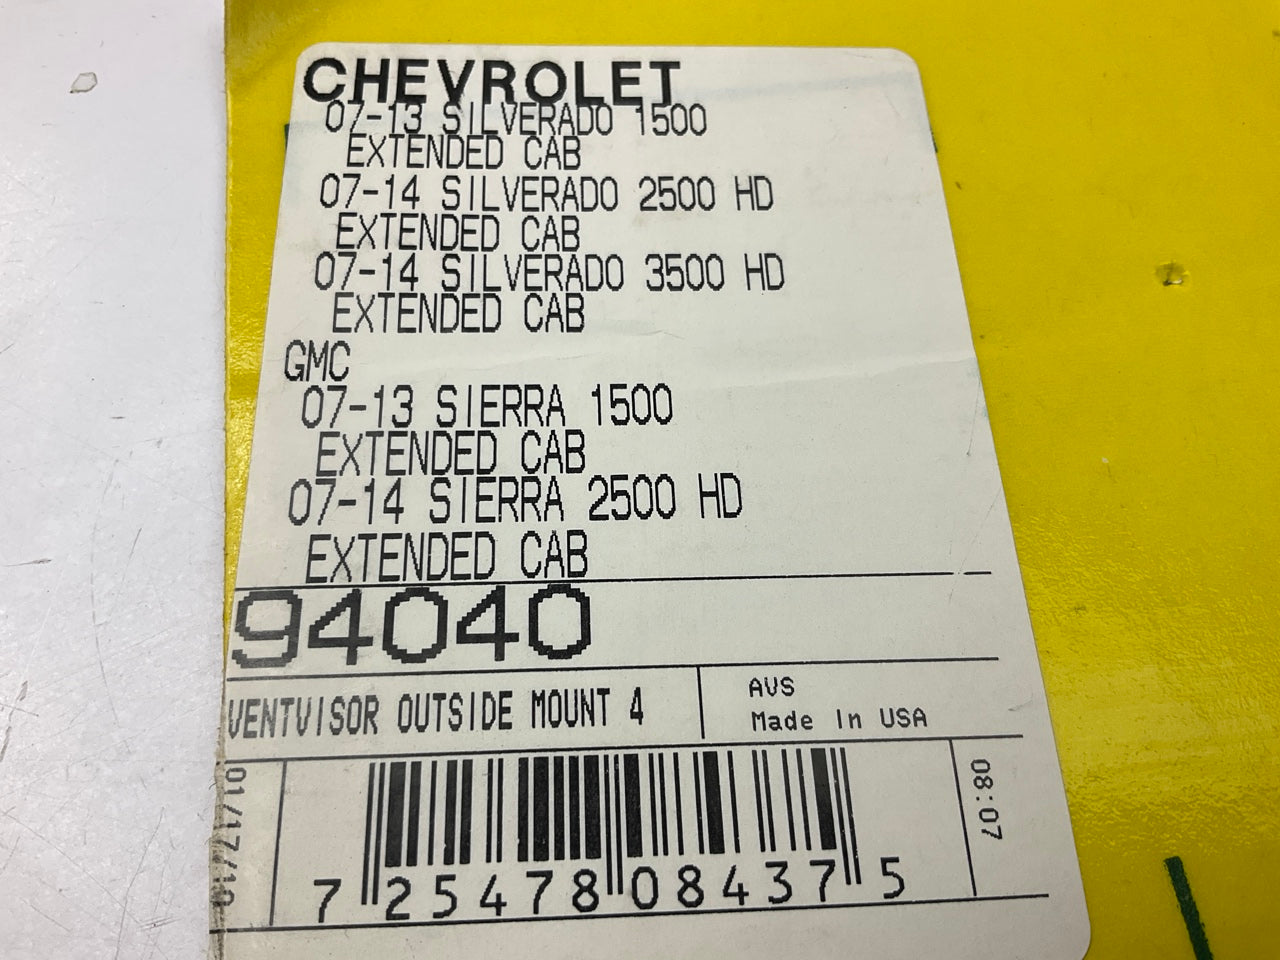 CHEVROLET
07-13 SILVERADO 1500
EXTENDED CAB
07-14 SILVERADO 2500 HD
EXTENDED CAB
07-14 SILVERADO 3500 HD
EXTENDED CAB
GMC
07-13 SIERRA 1500
EXTENDED CAB
07-14 SIERRA 2500 HD
EXTENDED CAB
94040
VENTVISOR OUTSIDE MOUNT 4
AVS
Made In USA
08:07
7 25478 08437 5